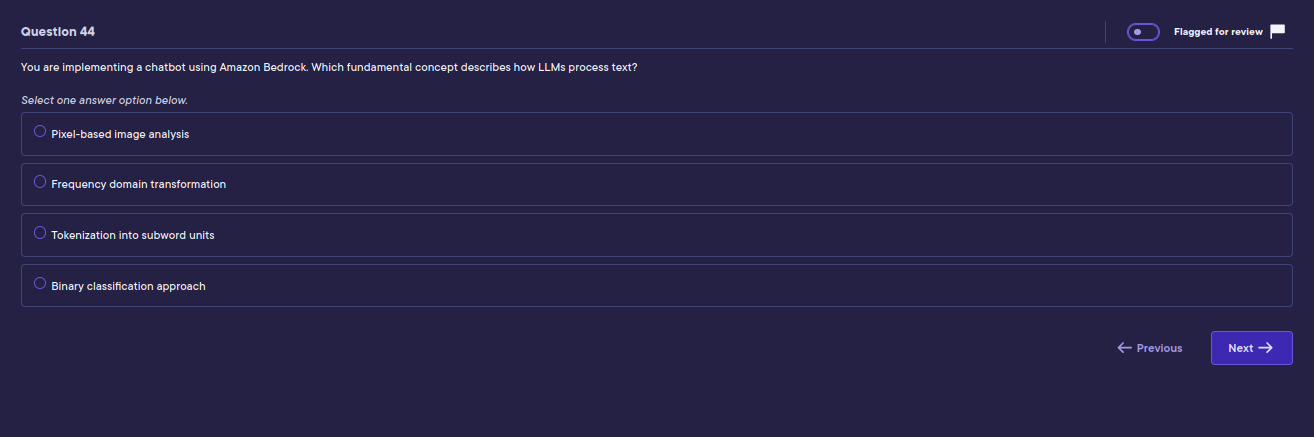 Question 44
Flagged for review
You are implementing a chatbot using Amazon Bedrock. Which fundamental concept describes how LLMs process text?
Select one answer option below.
Pixel-based image analysis
Frequency domain transformation
Tokenization into subword units
Binary classification approach
Previous
Next